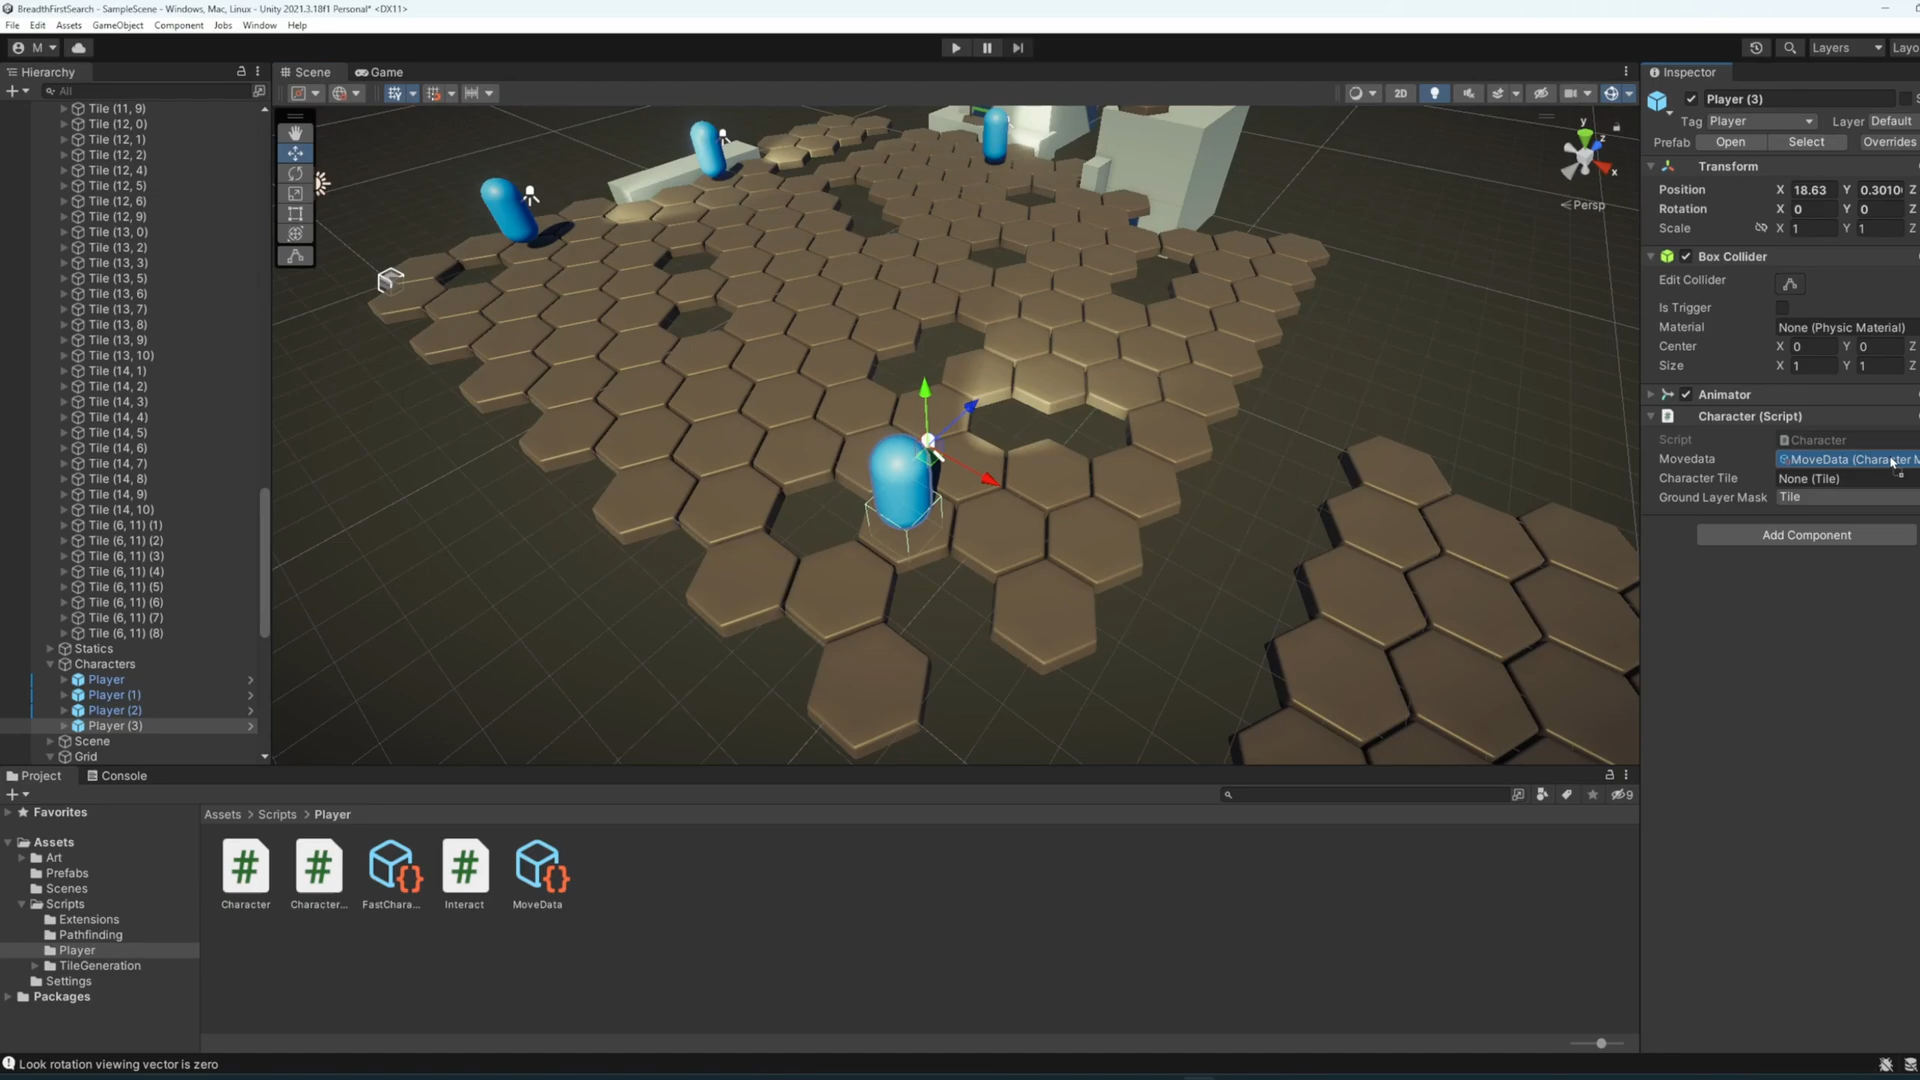 BreadthFirstSearch - SampleScene - Windows, Mac, Linux - Unity 2021.3.18f1 Personal* <DX11>
File Edit Assets GameObject Component Jobs Window Help
M Layers Layo
Hierarchy
All
Tile (11, 9)
Tile (12, 0)
Tile (12, 1)
Tile (12, 2)
Tile (12, 4)
Tile (12, 5)
Tile (12, 6)
Tile (12, 9)
Tile (13, 0)
Tile (13, 2)
Tile (13, 3)
Tile (13, 5)
Tile (13, 6)
Tile (13, 7)
Tile (13, 8)
Tile (13, 9)
Tile (13, 10)
Tile (14, 1)
Tile (14, 2)
Tile (14, 3)
Tile (14, 4)
Tile (14, 5)
Tile (14, 6)
Tile (14, 7)
Tile (14, 8)
Tile (14, 9)
Tile (14, 10)
Tile (6, 11) (1)
Tile (6, 11) (2)
Tile (6, 11) (3)
Tile (6, 11) (4)
Tile (6, 11) (5)
Tile (6, 11) (6)
Tile (6, 11) (7)
Tile (6, 11) (8)
Statics
Characters
Player
Player (1)
Player (2)
Player (3)
Scene
Grid
Scene Game
2D
y
z
x
Persp
Inspector
Player (3) S
Tag Player Layer Default
Prefab Open Select Overrides
Transform
Position X 18.63 Y 0.3010 Z
Rotation X 0 Y 0 Z
Scale X 1 Y 1 Z
Box Collider
Edit Collider
Is Trigger
Material None (Physic Material)
Center X 0 Y 0 Z
Size X 1 Y 1 Z
Animator
# Character (Script)
Script Character
Movedata MoveData (Character M
Character Tile None (Tile)
Ground Layer Mask Tile
Add Component
Project Console
9
Favorites
Assets
Art
Prefabs
Scenes
Scripts
Extensions
Pathfinding
Player
TileGeneration
Settings
Packages
Assets > Scripts > Player
# # {} # {}
Character Character... FastChara... Interact MoveData
Look rotation viewing vector is zero